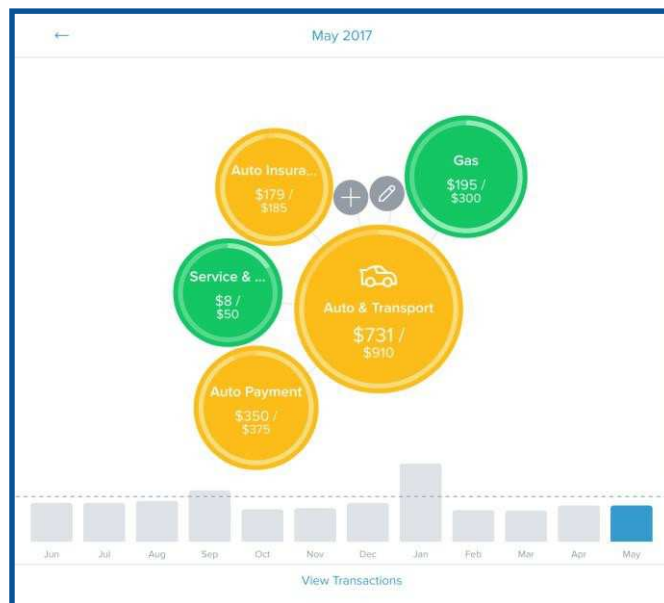 May 2017
Auto Insura...
$179 /
$185
Gas
$195 /
$300
Service & ...
$8 /
$50
Auto & Transport
$731 /
$910
Auto Payment
$350 /
$375
Jun Jul Aug Sep Oct Nov Dec Jan Feb Mar Apr May
View Transactions